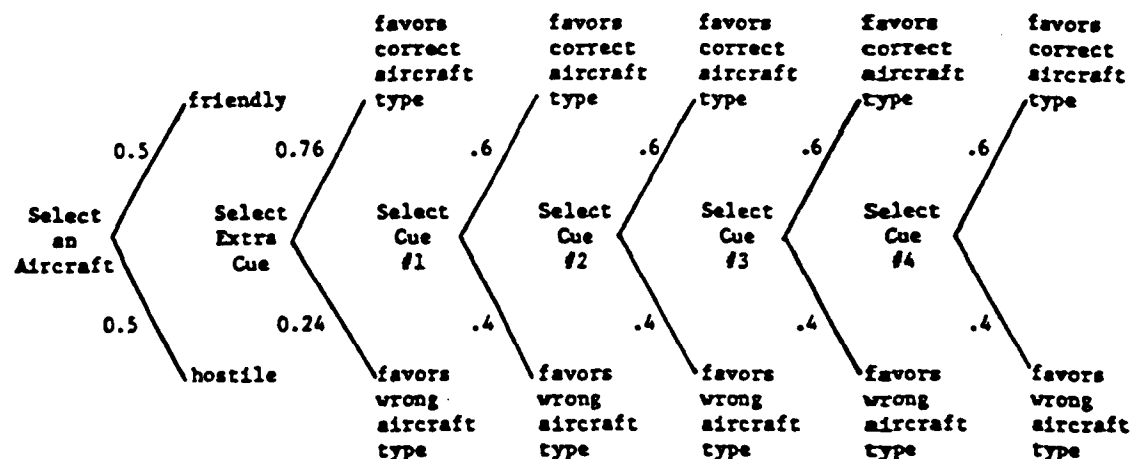 favors
correct
aircraft
type
favors
correct
aircraft
type
favors
correct
aircraft
type
favors
correct
aircraft
type
favors
correct
aircraft
type
friendly
0.5
0.76
.6
.6
.6
.6
Select
an
Aircraft
Select
Extra
Cue
Select
Cue
#1
Select
Cue
#2
Select
Cue
#3
Select
Cue
#4
0.5
0.24
.4
.4
.4
.4
hostile
favors
wrong
aircraft
type
favors
wrong
aircraft
type
favors
wrong
aircraft
type
favors
wrong
aircraft
type
favors
wrong
aircraft
type